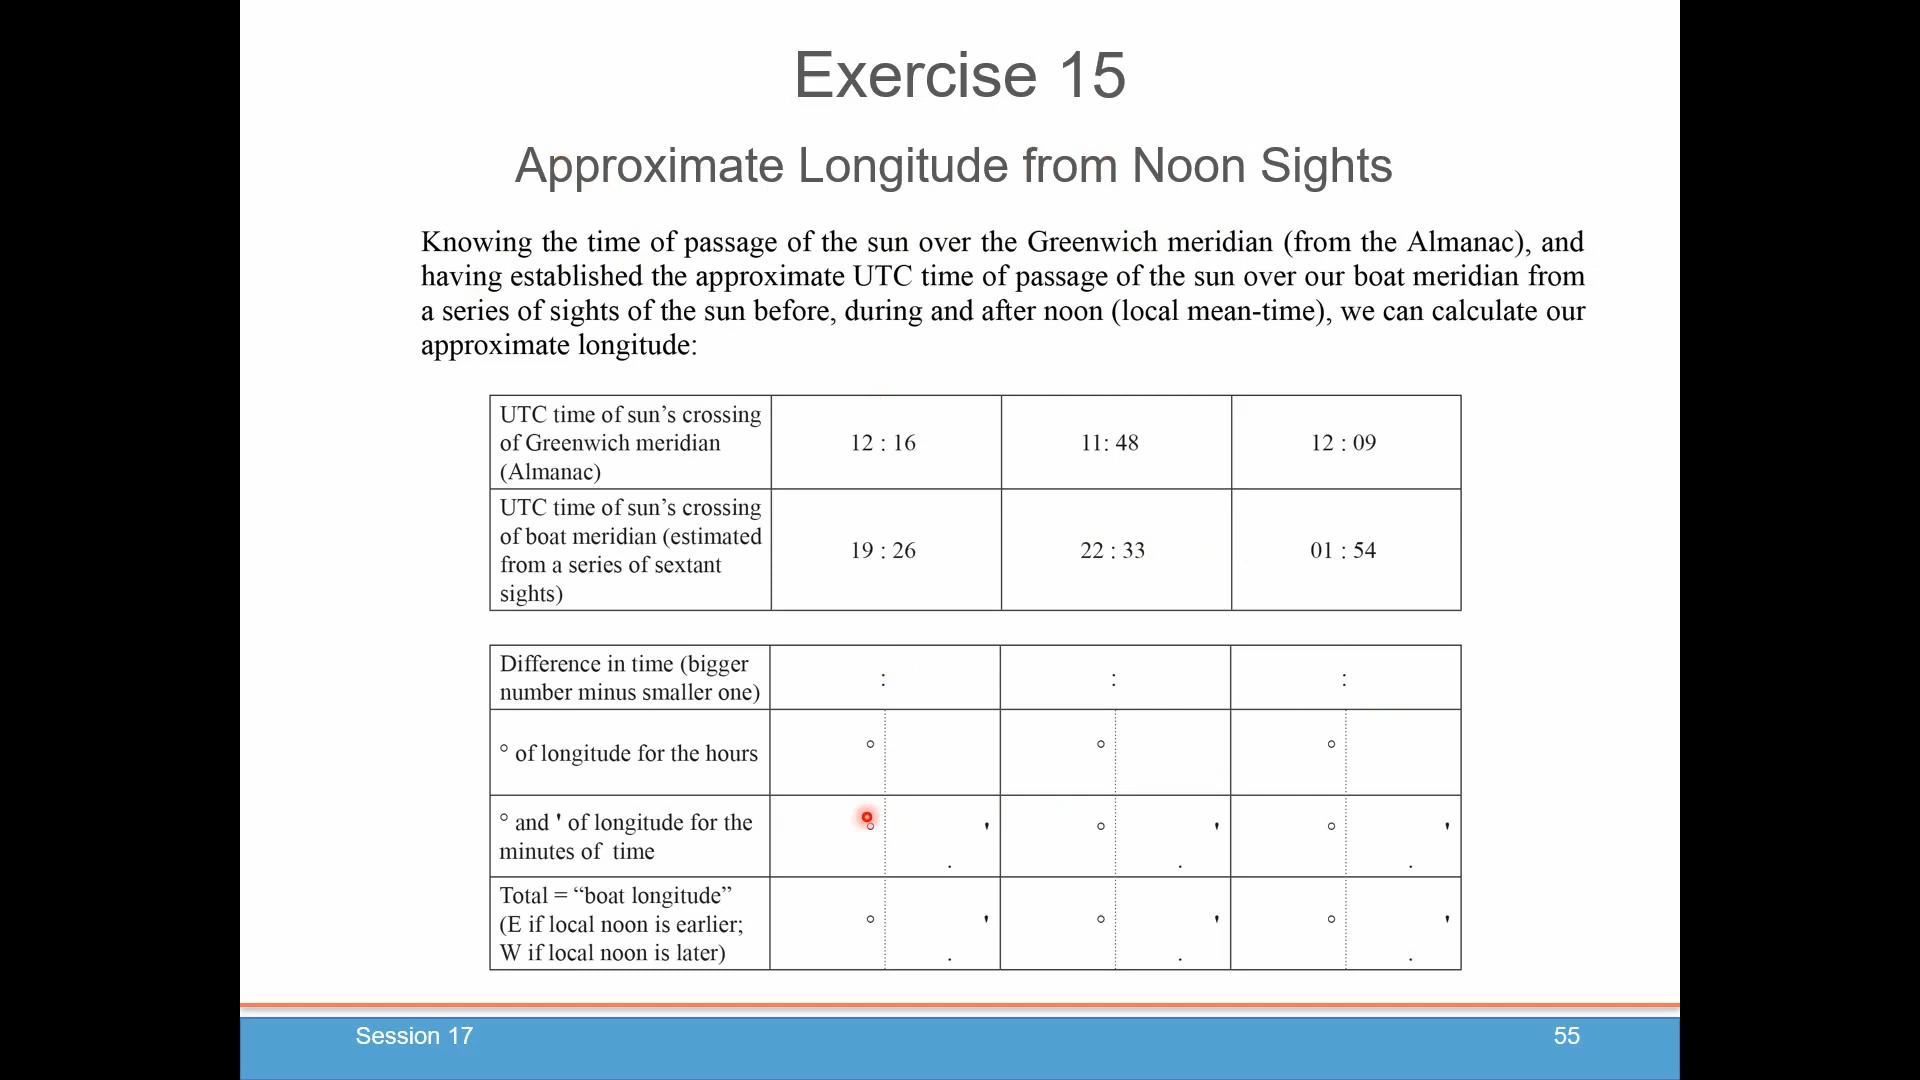 Exercise 15
Approximate Longitude from Noon Sights
Knowing the time of passage of the sun over the Greenwich meridian (from the Almanac), and
having established the approximate UTC time of passage of the sun over our boat meridian from
a series of sights of the sun before, during and after noon (local mean-time), we can calculate our
approximate longitude:
UTC time of sun’s crossing
of Greenwich meridian
(Almanac)
12 : 16
11: 48
12 : 09
UTC time of sun’s crossing
of boat meridian (estimated
from a series of sextant
sights)
19 : 26
22 : 33
01 : 54
Difference in time (bigger
number minus smaller one)
:
:
:
° of longitude for the hours
°
°
°
° and ' of longitude for the
minutes of  time
° . '
° . '
° . '
Total = “boat longitude”
(E if local noon is earlier;
W if local noon is later)
° . '
° . '
° . '
Session 17
55